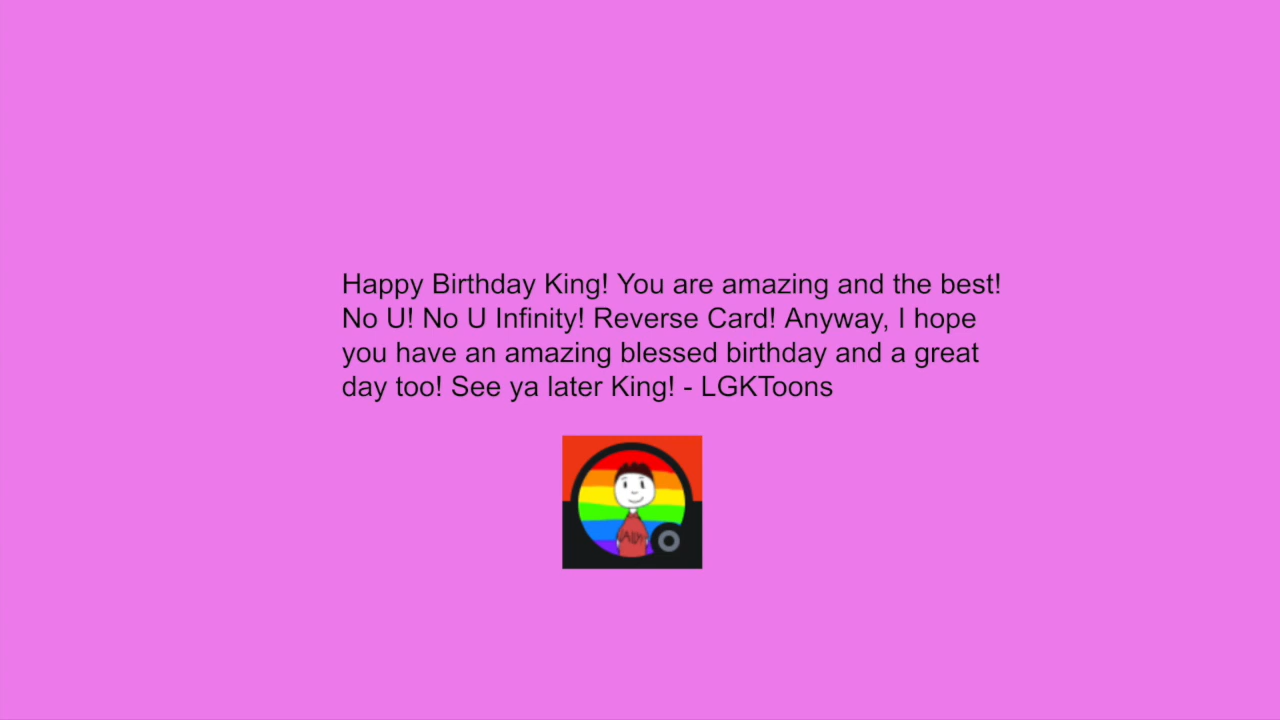 Happy Birthday King! You are amazing and the best!
No U! No U Infinity! Reverse Card! Anyway, I hope
you have an amazing blessed birthday and a great
day too! See ya later King! - LGKToons